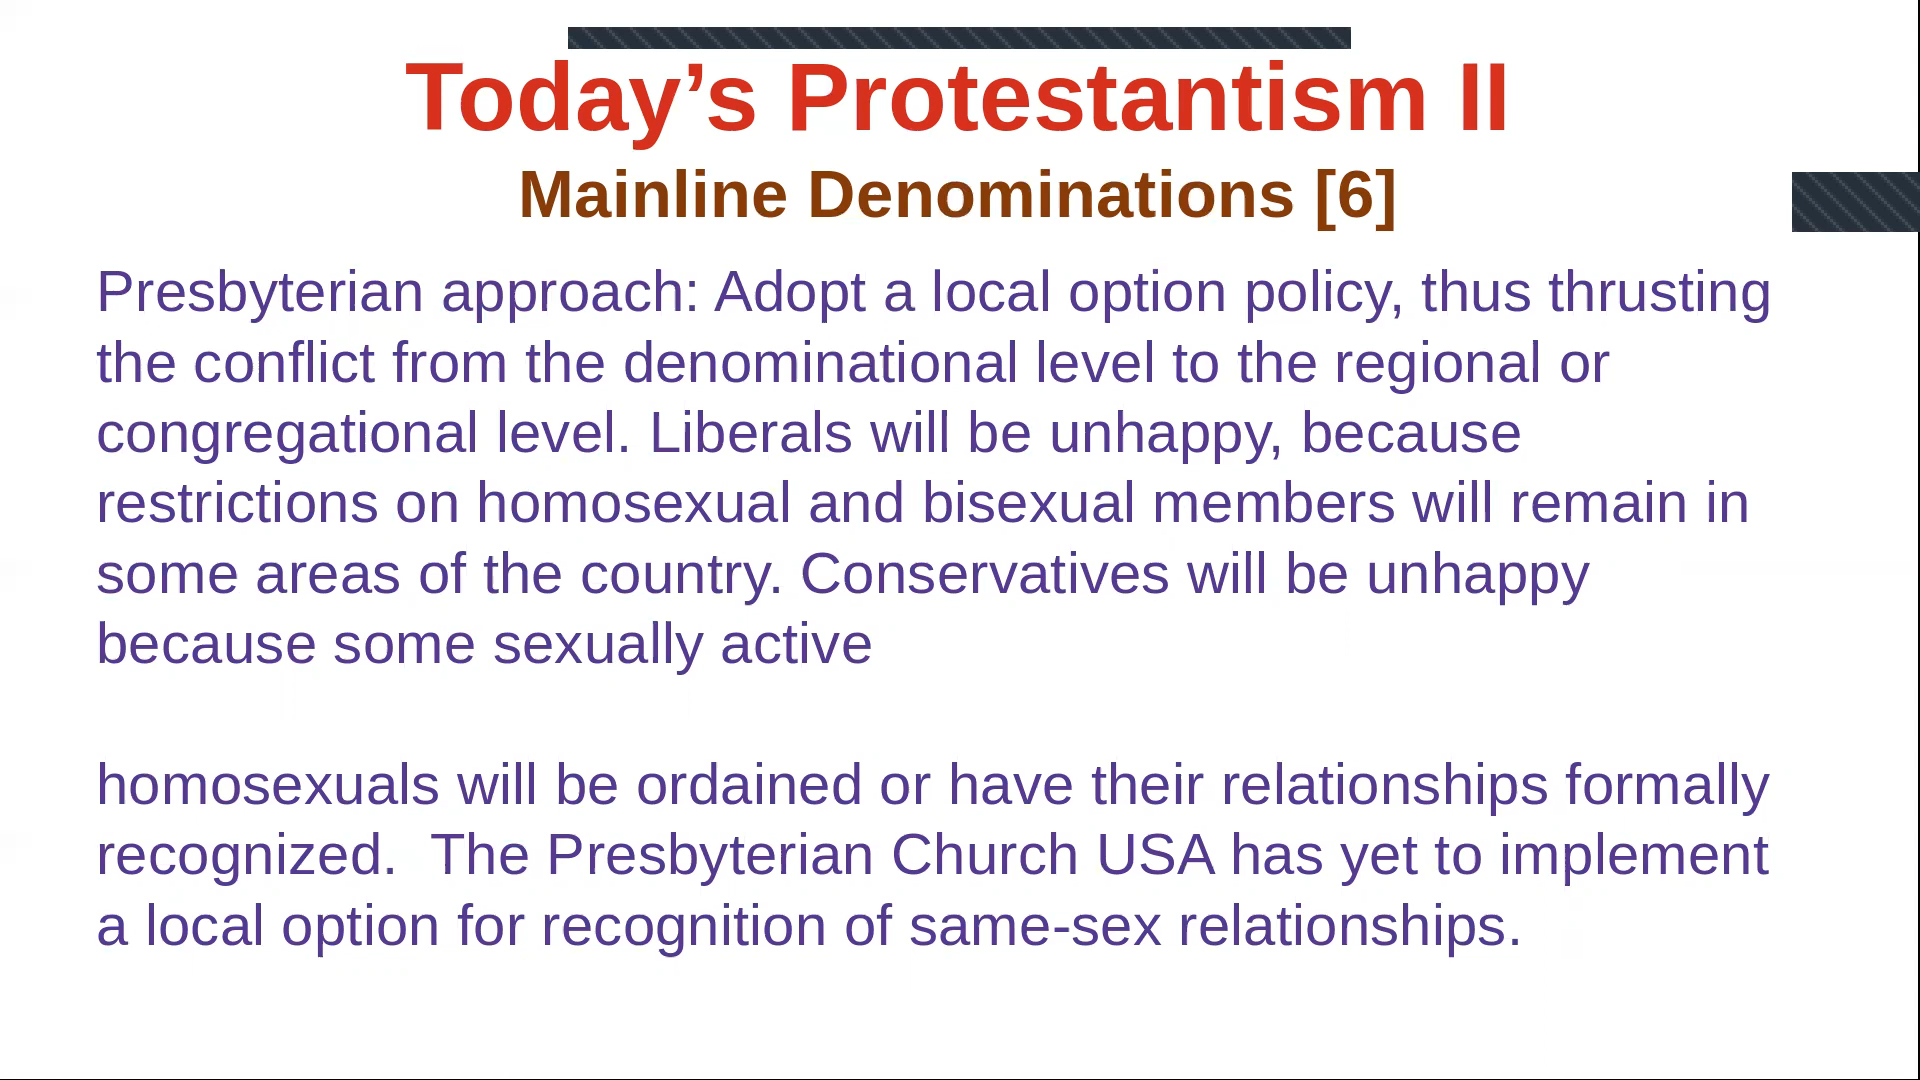 Today’s Protestantism II
Mainline Denominations [6]
Presbyterian approach: Adopt a local option policy, thus thrusting
the conflict from the denominational level to the regional or
congregational level. Liberals will be unhappy, because
restrictions on homosexual and bisexual members will remain in
some areas of the country. Conservatives will be unhappy
because some sexually active
homosexuals will be ordained or have their relationships formally
recognized.  The Presbyterian Church USA has yet to implement
a local option for recognition of same-sex relationships.